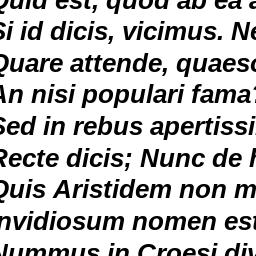 Quid est, quod ab ea
Si id dicis, vicimus. Ne
Quare attende, quaeso
An nisi populari fama?
Sed in rebus apertissi
Recte dicis; Nunc de h
Quis Aristidem non m
Invidiosum nomen est
Nummus in Croesi div